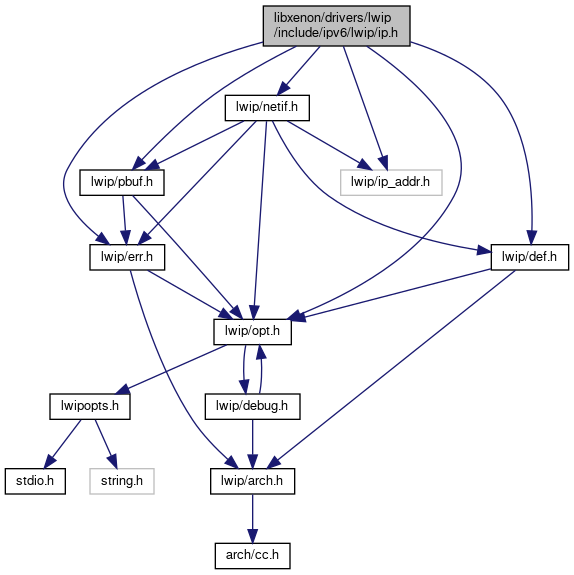 libxenon/drivers/lwip
/include/ipv6/lwip/ip.h
lwip/netif.h
lwip/pbuf.h
lwip/ip_addr.h
lwip/err.h
lwip/def.h
lwip/opt.h
lwipopts.h
lwip/debug.h
stdio.h
string.h
lwip/arch.h
arch/cc.h